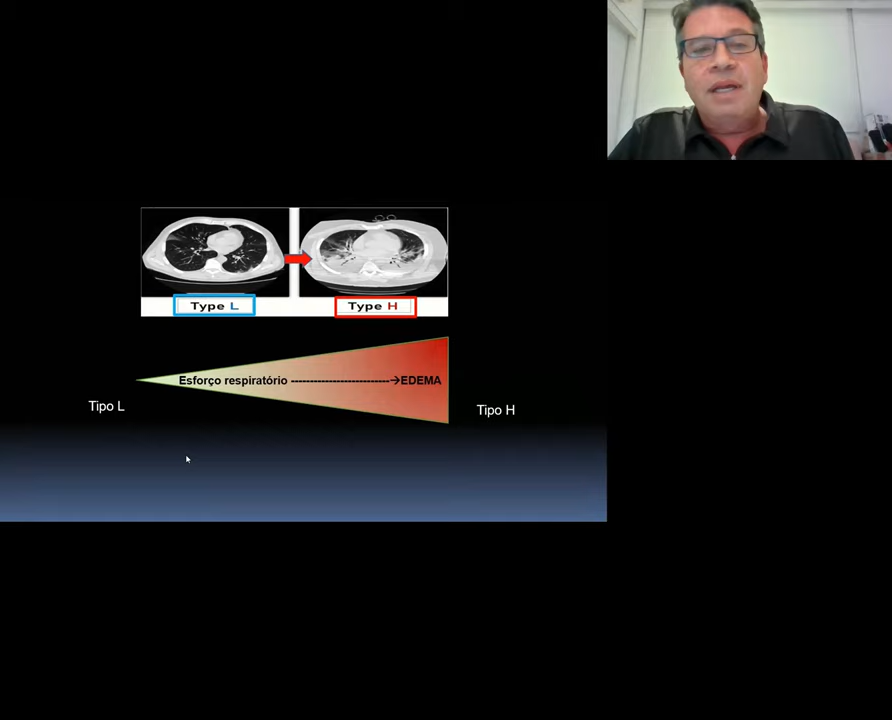 Type L
Type H
Esforço respiratório --------------------------→EDEMA
Tipo L
Tipo H